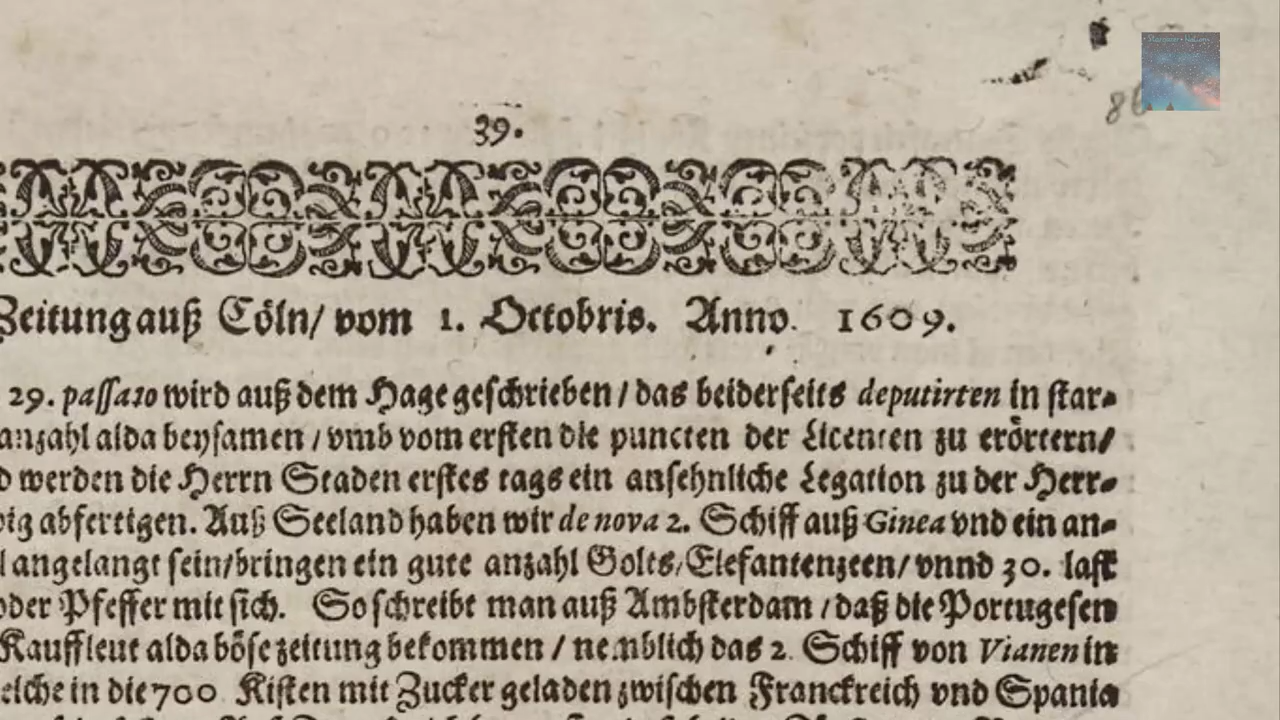 39.
Zeitung auß Cöln/ vom 1. Octobris. Anno. 1609.
29. passato wird auß dem Hage geschrieben / das beiderseits deputirten in star-
anzahl alda beysamen / vmb vom ersten die puncten der Licenten zu erörtern/
werden die Herrn Staden erstes tags ein ansehnliche Legation zu der Herr-
abfertigen. Auß Seeland haben wir de nova 2. Schiff auß Ginea vnd ein an-
angelangt sein/bringen ein gute anzahl Golts/Elefantenzeen/ vnnd 30. last
oder Pfeffer mit sich. So schreibt man auß Ambsterdam / daß die Portugesen
Kauffleut alda böse zeitung bekommen / nemblich das 2. Schiff von Vianen in
in die 700 Kisten mit Zucker geladen zwischen Franckreich vnd Spania